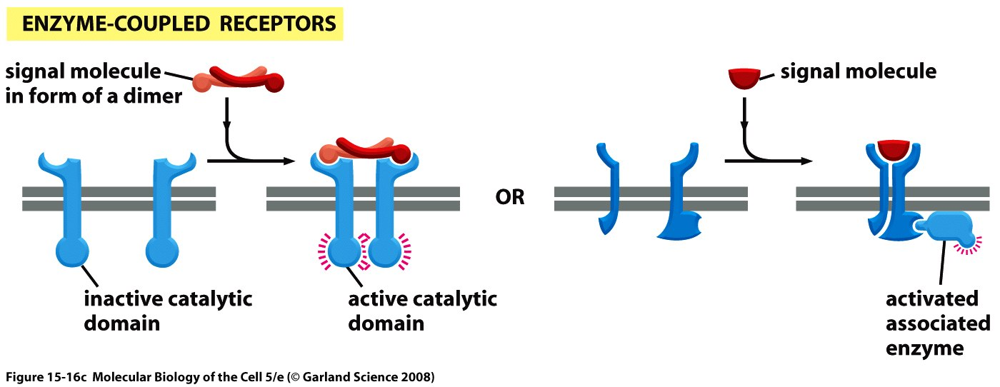 ENZYME-COUPLED RECEPTORS
signal molecule
in form of a dimer
signal molecule
OR
inactive catalytic
domain
active catalytic
domain
activated
associated
enzyme
Figure 15-16c Molecular Biology of the Cell 5/e (© Garland Science 2008)